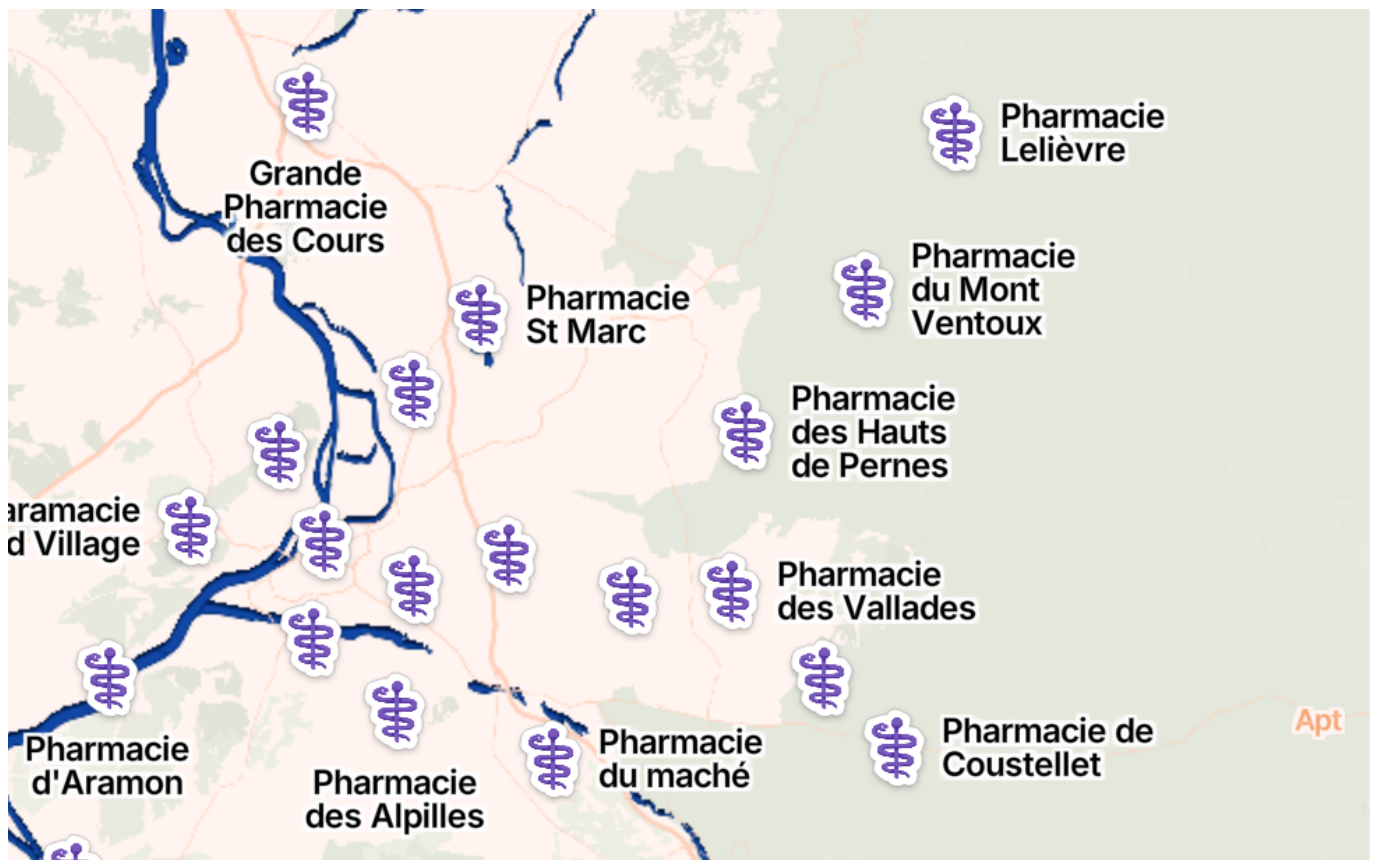 Pharmacie
Lelièvre
Grande
Pharmacie
des Cours
Pharmacie
du Mont
Ventoux
Pharmacie
St Marc
Pharmacie
des Hauts
de Pernes
aramacie
d Village
Pharmacie
des Vallades
Apt
Pharmacie de
Coustellet
Pharmacie
du maché
Pharmacie
d'Aramon
Pharmacie
des Alpilles